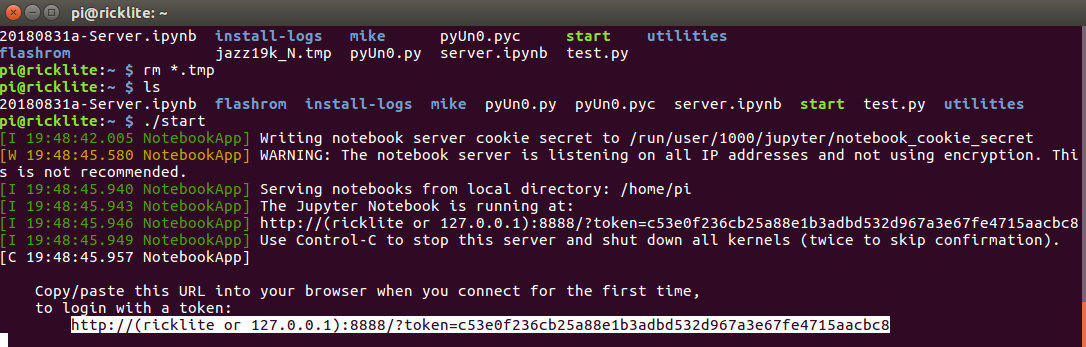 pi@ricklite: ~
20180831a-Server.ipynb  install-logs  mike       pyUn0.pyc     start    utilities
flashrom                jazz19k_N.tmp  pyUn0.py  server.ipynb  test.py
pi@ricklite:~ $ rm *.tmp
pi@ricklite:~ $ ls
20180831a-Server.ipynb  flashrom  install-logs  mike  pyUn0.py  pyUn0.pyc  server.ipynb  start  test.py  utilities
pi@ricklite:~ $ ./start
[I 19:48:42.005 NotebookApp] Writing notebook server cookie secret to /run/user/1000/jupyter/notebook_cookie_secret
[W 19:48:45.580 NotebookApp] WARNING: The notebook server is listening on all IP addresses and not using encryption. Thi
s is not recommended.
[I 19:48:45.940 NotebookApp] Serving notebooks from local directory: /home/pi
[I 19:48:45.943 NotebookApp] The Jupyter Notebook is running at:
[I 19:48:45.946 NotebookApp] http://(ricklite or 127.0.0.1):8888/?token=c53e0f236cb25a88e1b3adbd532d967a3e67fe4715aacbc8
[I 19:48:45.949 NotebookApp] Use Control-C to stop this server and shut down all kernels (twice to skip confirmation).
[C 19:48:45.957 NotebookApp]
    Copy/paste this URL into your browser when you connect for the first time,
    to login with a token:
        http://(ricklite or 127.0.0.1):8888/?token=c53e0f236cb25a88e1b3adbd532d967a3e67fe4715aacbc8